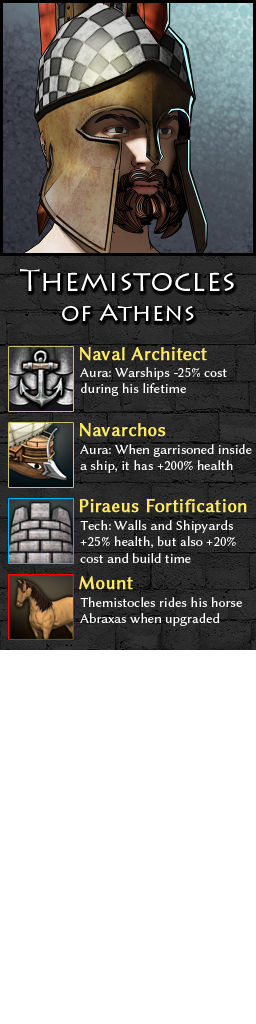 Themistocles
of Athens
Naval Architect
Aura: Warships -25% cost
during his lifetime
Navarchos
Aura: When garrisoned inside
a ship, it has +200% health
Piraeus Fortification
Tech: Walls and Shipyards
+25% health, but also +20%
cost and build time
Mount
Themistocles rides his horse
Abraxas when upgraded